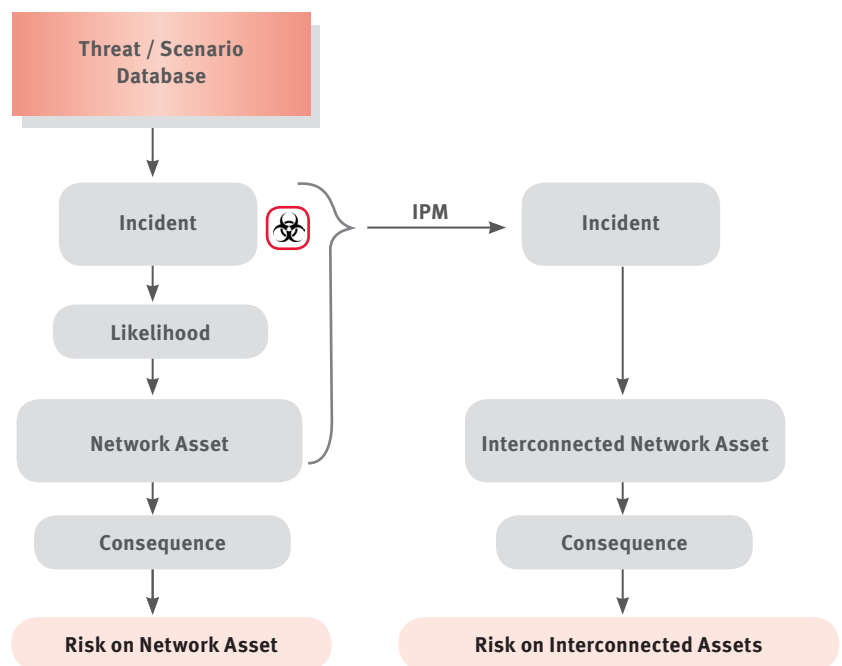 Threat / Scenario
Database
Incident
IPM
Incident
Likelihood
Network Asset
Interconnected Network Asset
Consequence
Consequence
Risk on Network Asset
Risk on Interconnected Assets